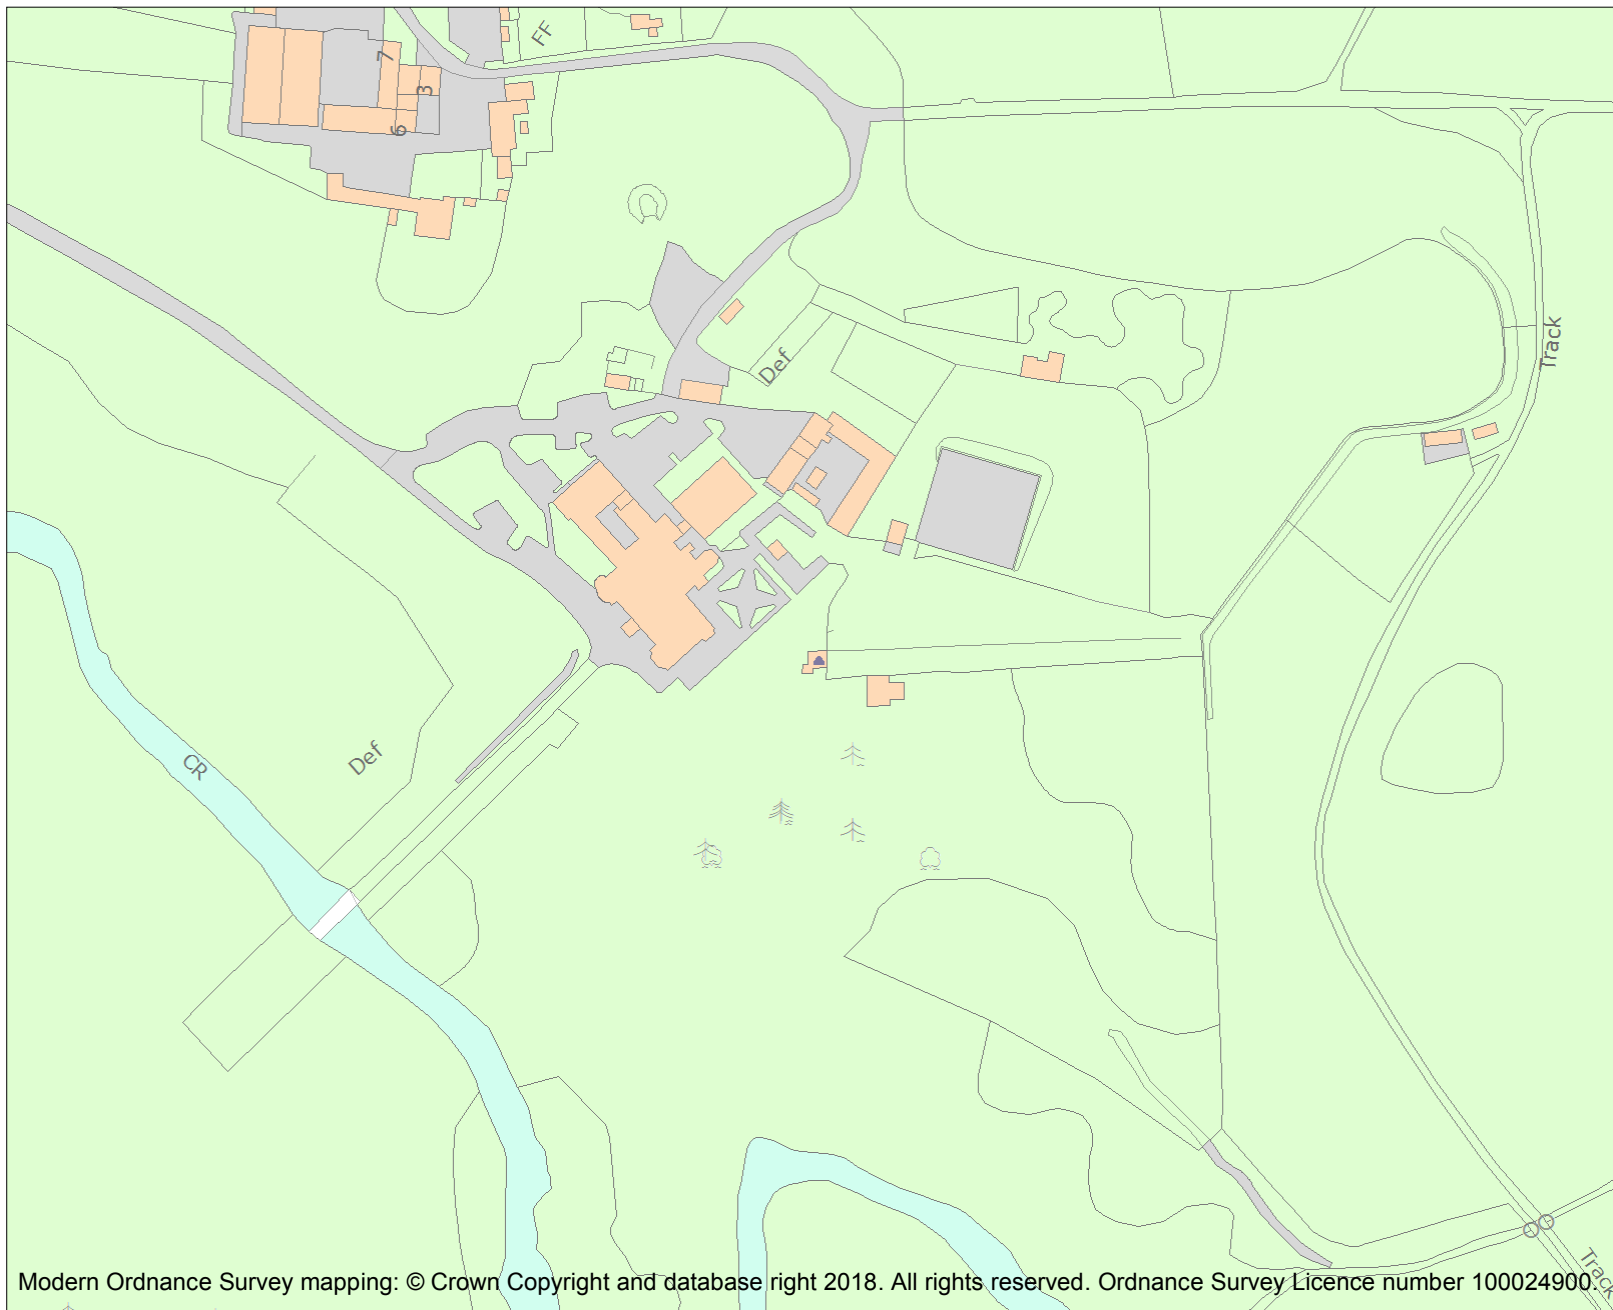 FF
7
3
6
Track
Def
CR
Def
Track
Modern Ordnance Survey mapping: © Crown Copyright and database right 2018. All rights reserved. Ordnance Survey Licence number 100024900.